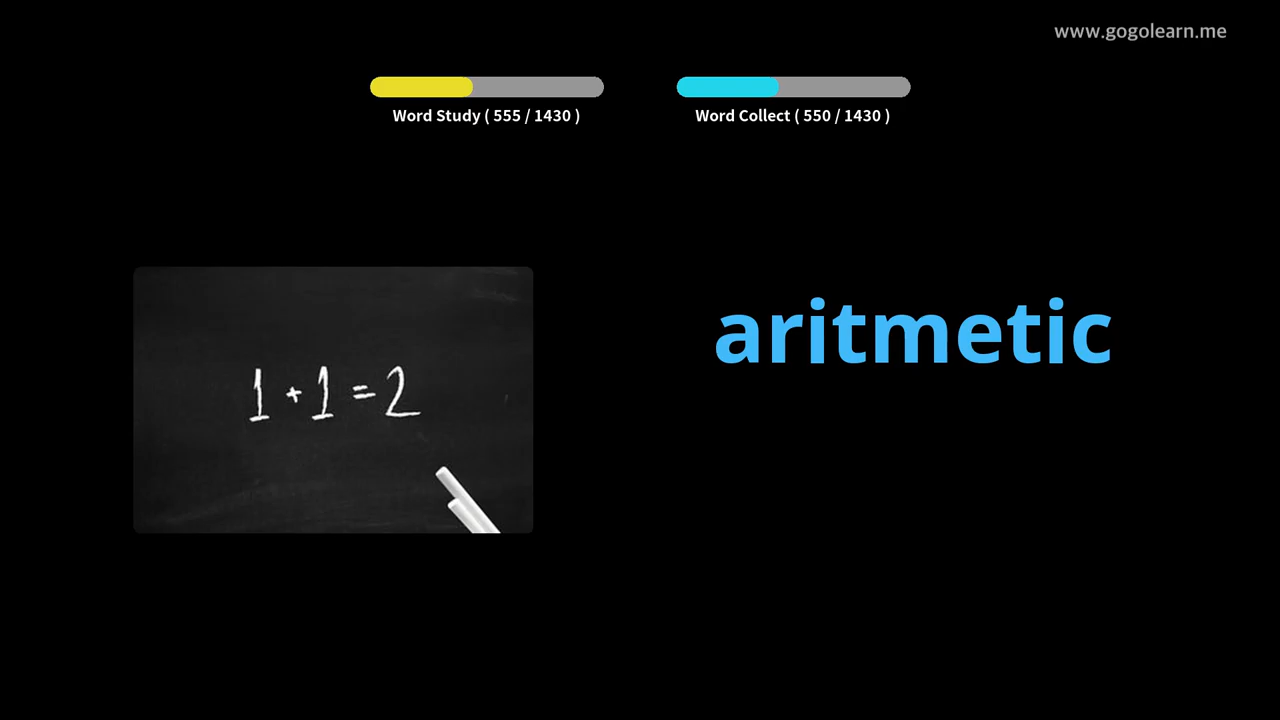 www.gogolearn.me
Word Study ( 555 / 1430 )
Word Collect ( 550 / 1430 )
aritmetic
1 + 1 = 2